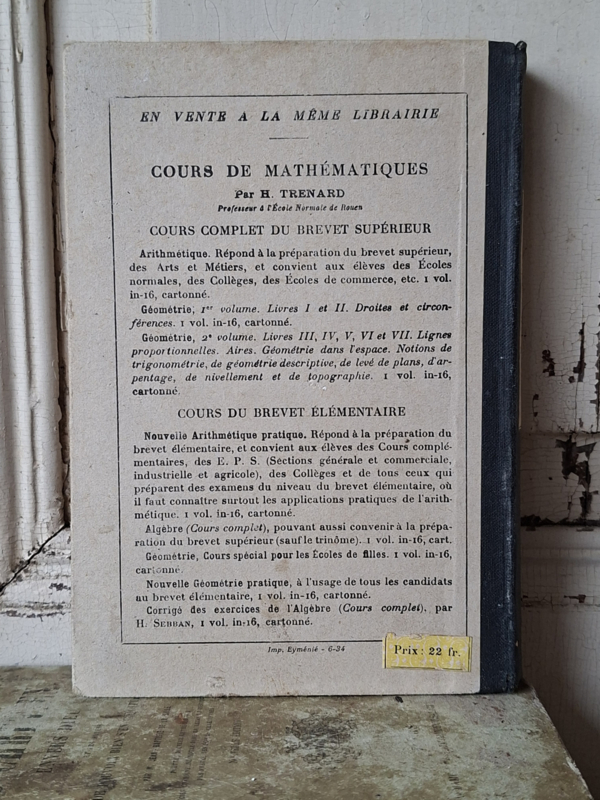 EN VENTE A LA MÊME LIBRAIRIE
COURS DE MATHÉMATIQUES
Par H. TRENARD
Professeur à l'École Normale de Rouen
COURS COMPLET DU BREVET SUPÉRIEUR
Arithmétique. Répond à la préparation du brevet supérieur,
des Arts et Métiers, et convient aux élèves des Écoles
normales, des Collèges, des Écoles de commerce, etc. 1 vol.
in-16, cartonné.
Géométrie, 1er volume. Livres I et II. Droites et circon-
férences. 1 vol. in-16, cartonné.
Géométrie, 2e volume. Livres III, IV, V, VI et VII. Lignes
proportionnelles. Aires. Géométrie dans l'espace. Notions de
trigonométrie, de géométrie descriptive, de levé de plans, d'ar-
pentage, de nivellement et de topographie. 1 vol. in-16,
cartonné.
COURS DU BREVET ÉLÉMENTAIRE
Nouvelle Arithmétique pratique. Répond à la préparation du
brevet élémentaire, et convient aux élèves des Cours complé-
mentaires, des E. P. S. (Sections générale et commerciale,
industrielle et agricole), des Collèges et de tous ceux qui
préparent des examens du niveau du brevet élémentaire, où
il faut connaître surtout les applications pratiques de l'arith-
métique. 1 vol. in-16, cartonné.
Algèbre (Cours complet), pouvant aussi convenir à la prépa-
ration du brevet supérieur (sauf le trinôme). 1 vol. in-16, cart.
Géométrie, Cours spécial pour les Écoles de filles. 1 vol. in-16,
cartonné.
Nouvelle Géométrie pratique, à l'usage de tous les candidats
au brevet élémentaire, 1 vol. in-16, cartonné.
Corrigé des exercices de l'Algèbre (Cours complet), par
H. SEBBAN, 1 vol. in-16, cartonné.
Imp. Eyménié - 6-34
Prix : 22 fr.